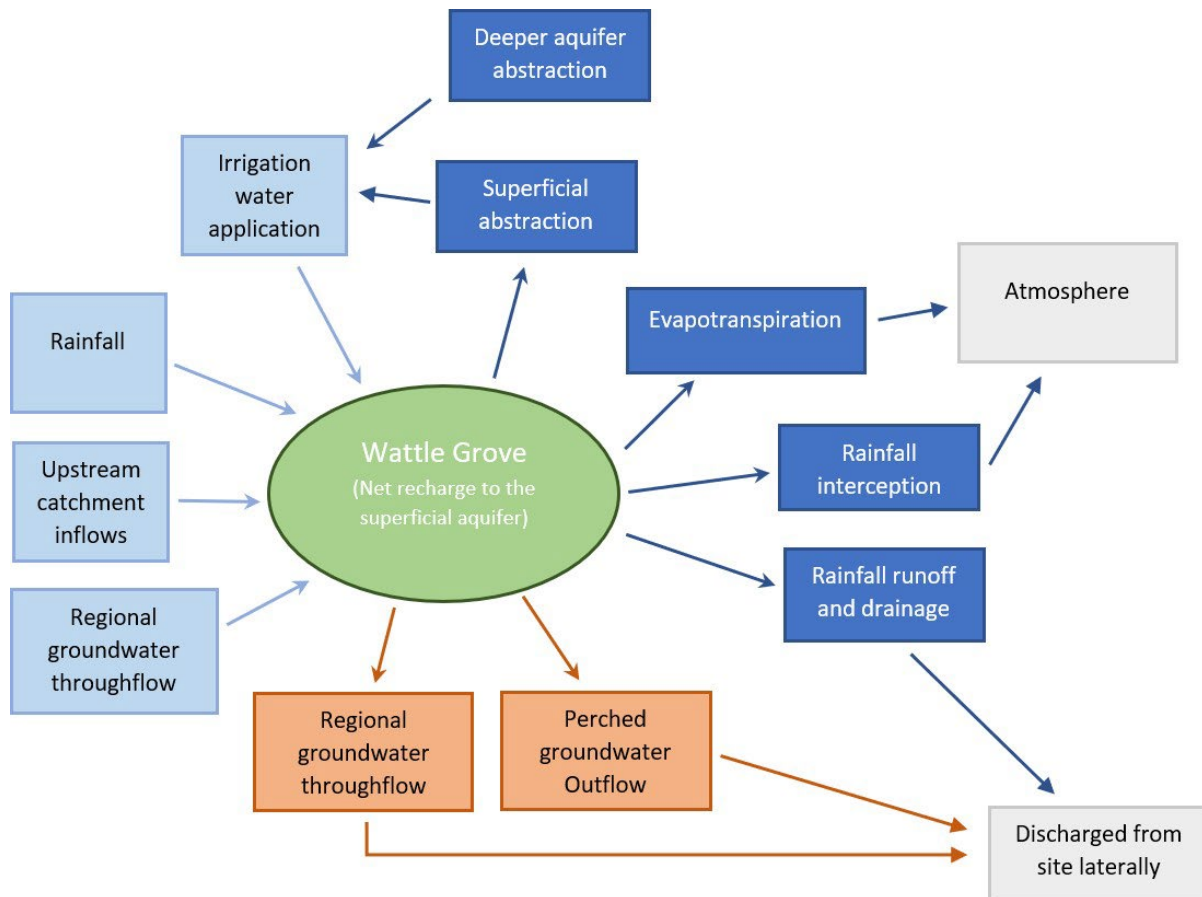 Deeper aquifer
abstraction
Irrigation
water
application
Superficial
abstraction
Rainfall
Evapotranspiration
Atmosphere
Upstream
catchment
inflows
Wattle Grove
(Net recharge to the
superficial aquifer)
Rainfall
interception
Regional
groundwater
throughflow
Rainfall runoff
and drainage
Regional
groundwater
throughflow
Perched
groundwater
Outflow
Discharged from
site laterally